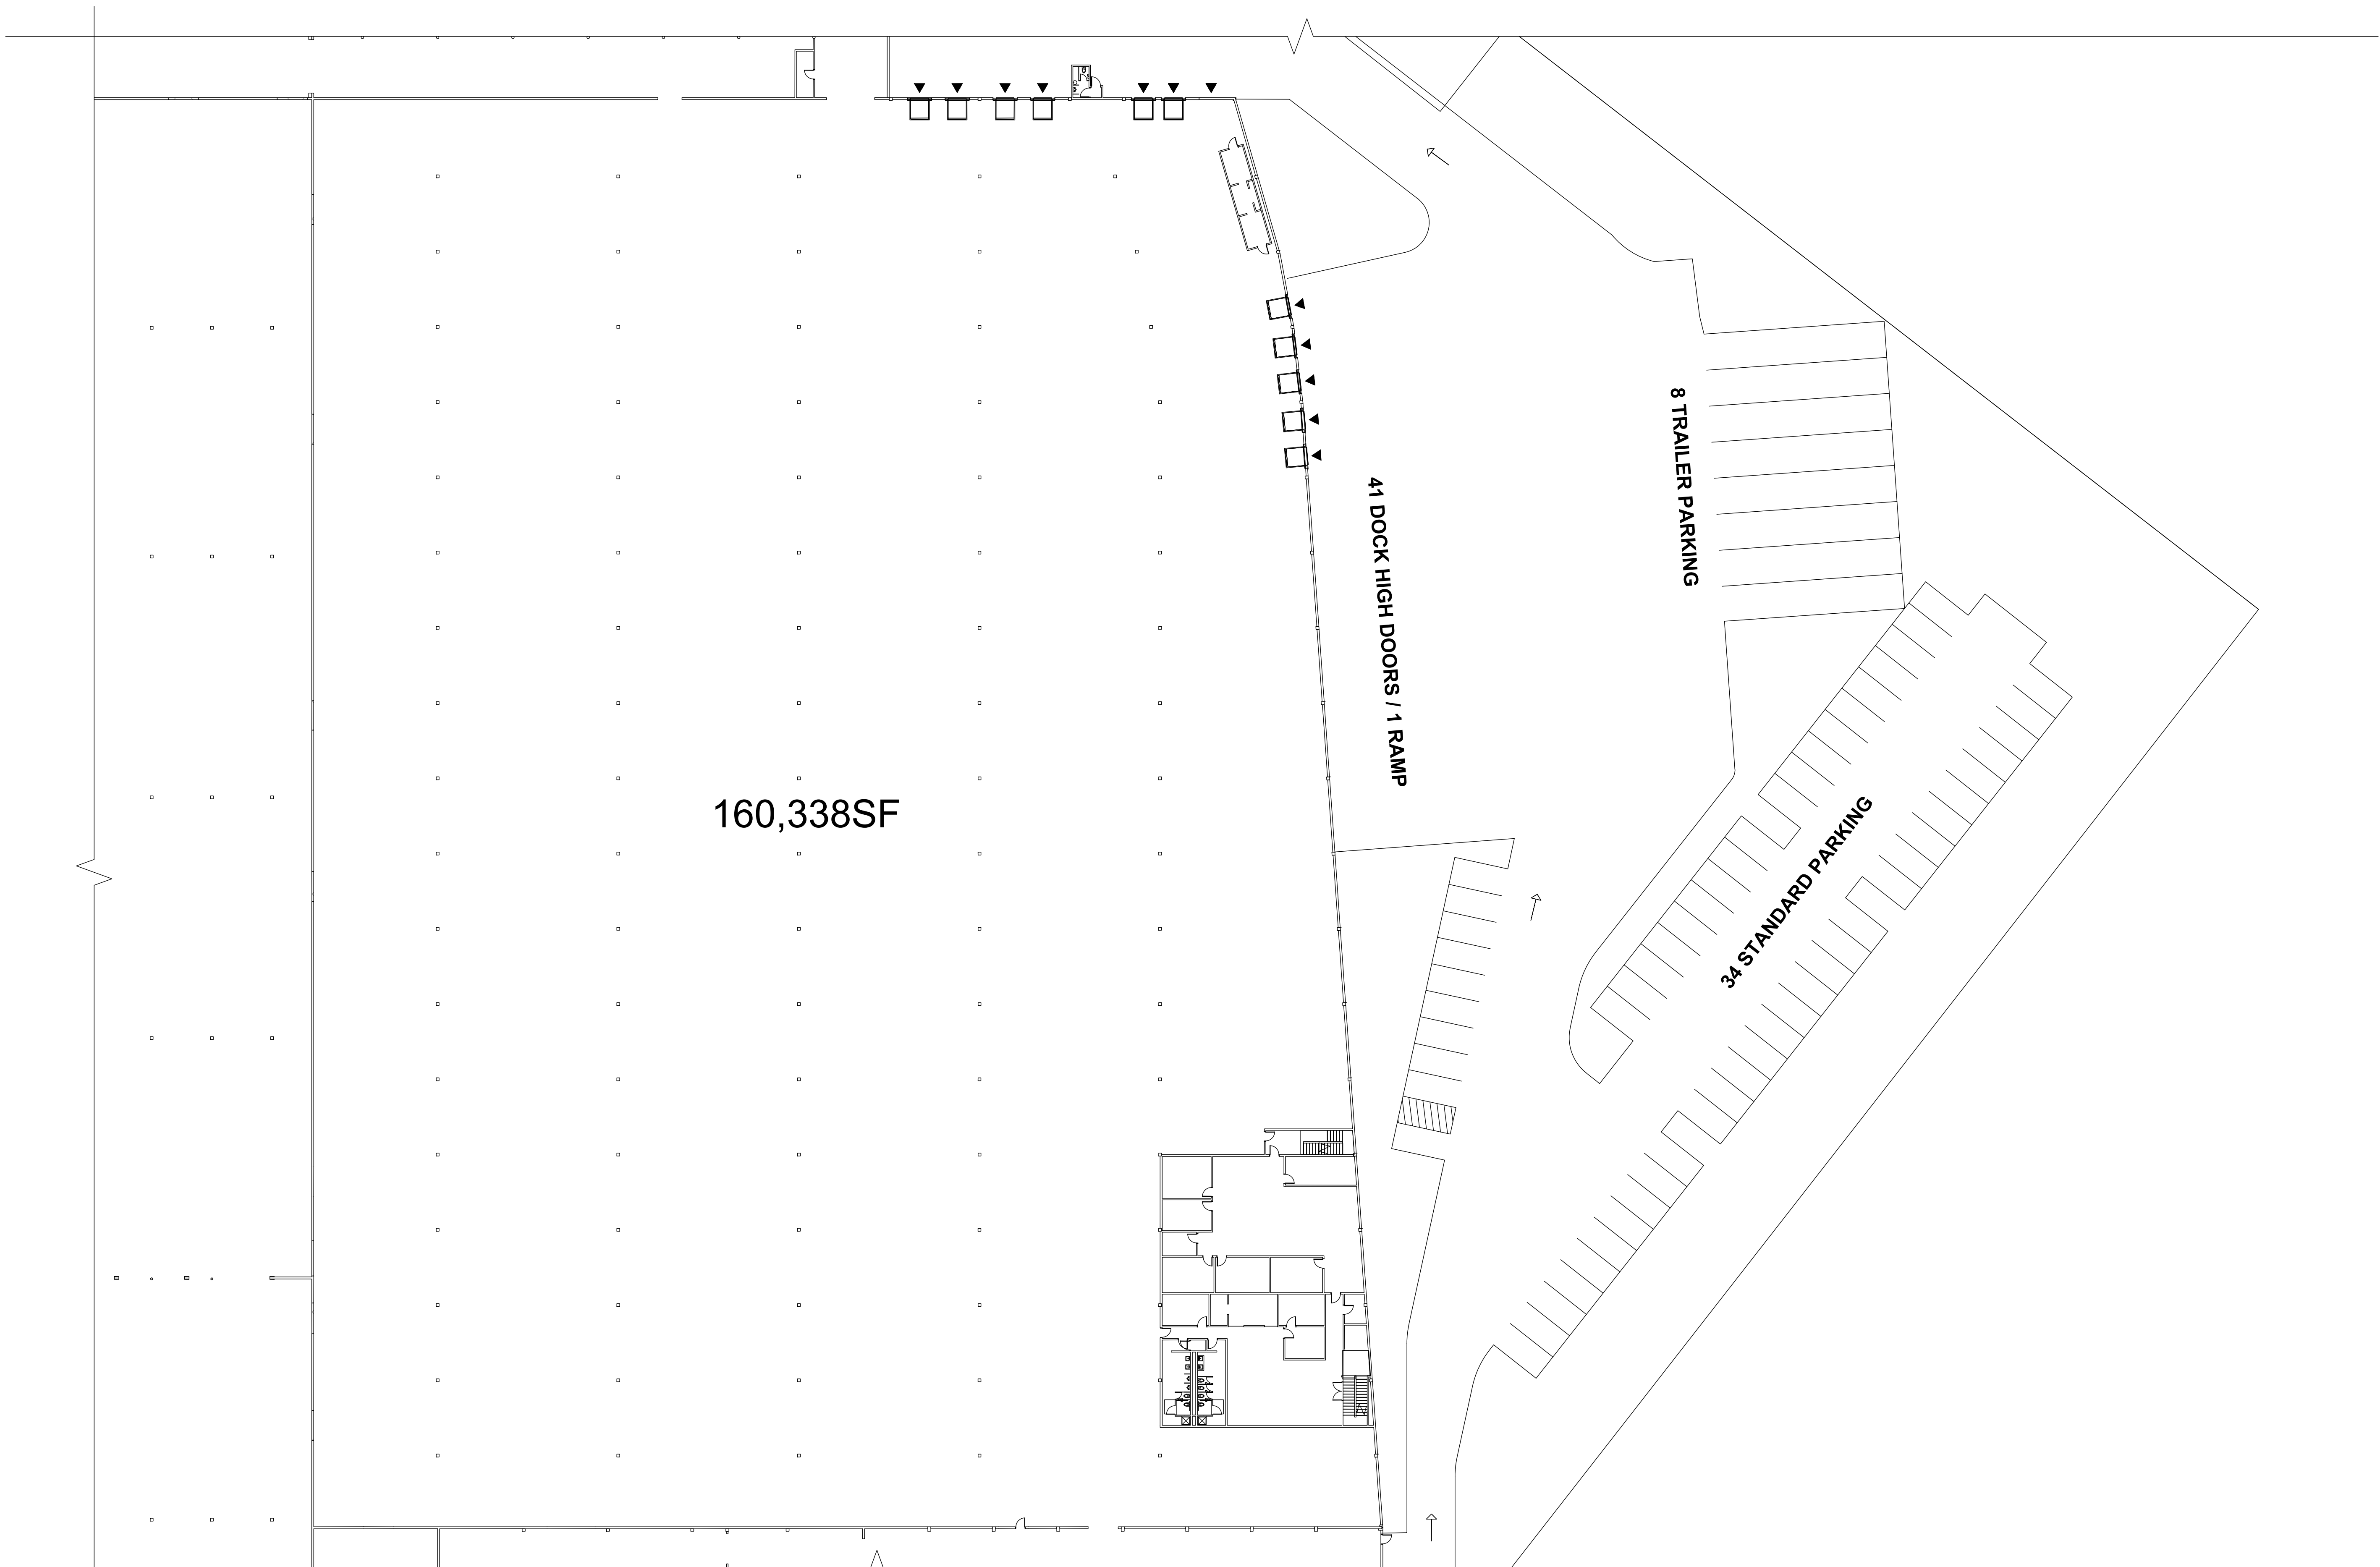 8 TRAILER PARKING
41 DOCK HIGH DOORS / 1 RAMP
160,338SF
34 STANDARD PARKING